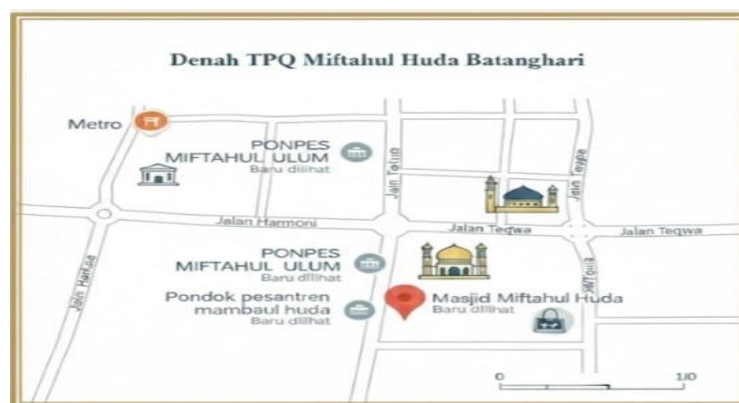 Denah TPQ Miftahul Huda Batanghari
Metro
PONPES
MIFTAHUL ULUM
Baru dilihat
Jalan Harmoni
Jalan Teqwa
Jalan Teqwa
PONPES
MIFTAHUL ULUM
Baru dilihat
Pondok pesantren
mambaul huda
Baru dilihat
Masjid Miftahul Huda
Baru dilihat
0 1/0